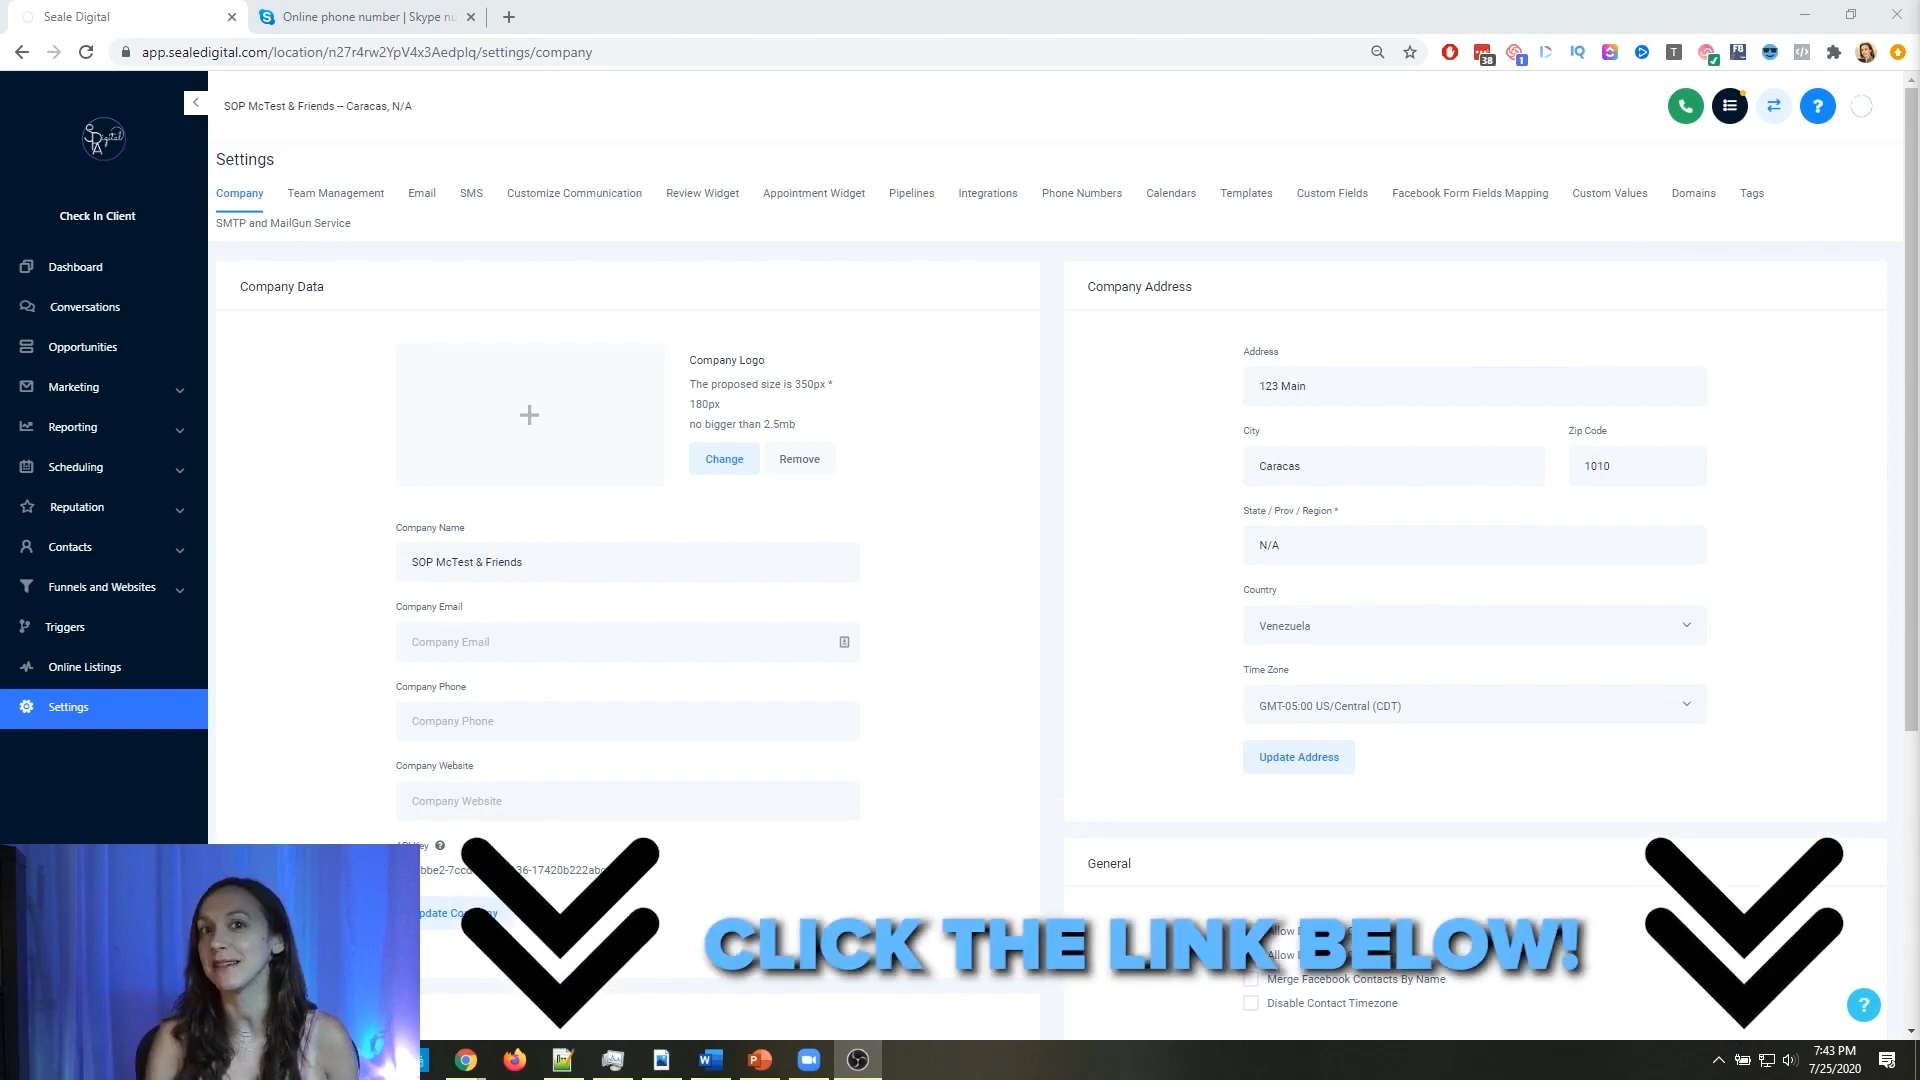 Seale Digital
Online phone number | Skype nu
app.sealedigital.com/location/n27r4rw2YpV4x3Aedplq/settings/company
SOP McTest & Friends -- Caracas, N/A
Settings
Company Team Management Email SMS Customize Communication Review Widget Appointment Widget Pipelines Integrations Phone Numbers Calendars Templates Custom Fields Facebook Form Fields Mapping Custom Values Domains Tags
SMTP and MailGun Service
Check In Client
Dashboard
Conversations
Opportunities
Marketing
Reporting
Scheduling
Reputation
Contacts
Funnels and Websites
Triggers
Online Listings
Settings
Company Data
Company Logo
The proposed size is 350px *
180px
no bigger than 2.5mb
Change Remove
Company Name
SOP McTest & Friends
Company Email
Company Email
Company Phone
Company Phone
Company Website
Company Website
Company Address
Address
123 Main
City Zip Code
Caracas 1010
State / Prov / Region *
N/A
Country
Venezuela
Time Zone
GMT-05:00 US/Central (CDT)
Update Address
General
Merge Facebook Contacts By Name
Disable Contact Timezone
CLICK THE LINK BELOW!
7:43 PM
7/25/2020